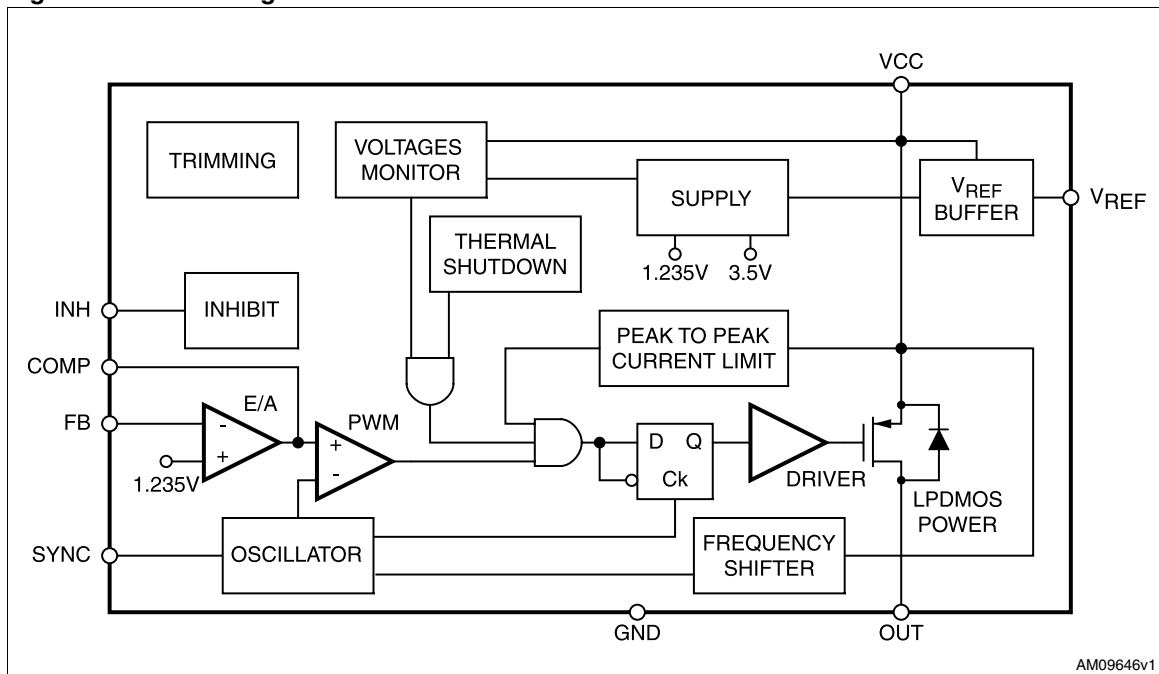 VCC
TRIMMING
VOLTAGES
MONITOR
SUPPLY
VREF
BUFFER
VREF
THERMAL
SHUTDOWN
1.235V
3.5V
INH
INHIBIT
PEAK TO PEAK
CURRENT LIMIT
COMP
E/A
FB
-
+
1.235V
PWM
+
-
D Q
Ck
DRIVER
LPDMOS
POWER
SYNC
OSCILLATOR
FREQUENCY
SHIFTER
GND
OUT
AM09646v1